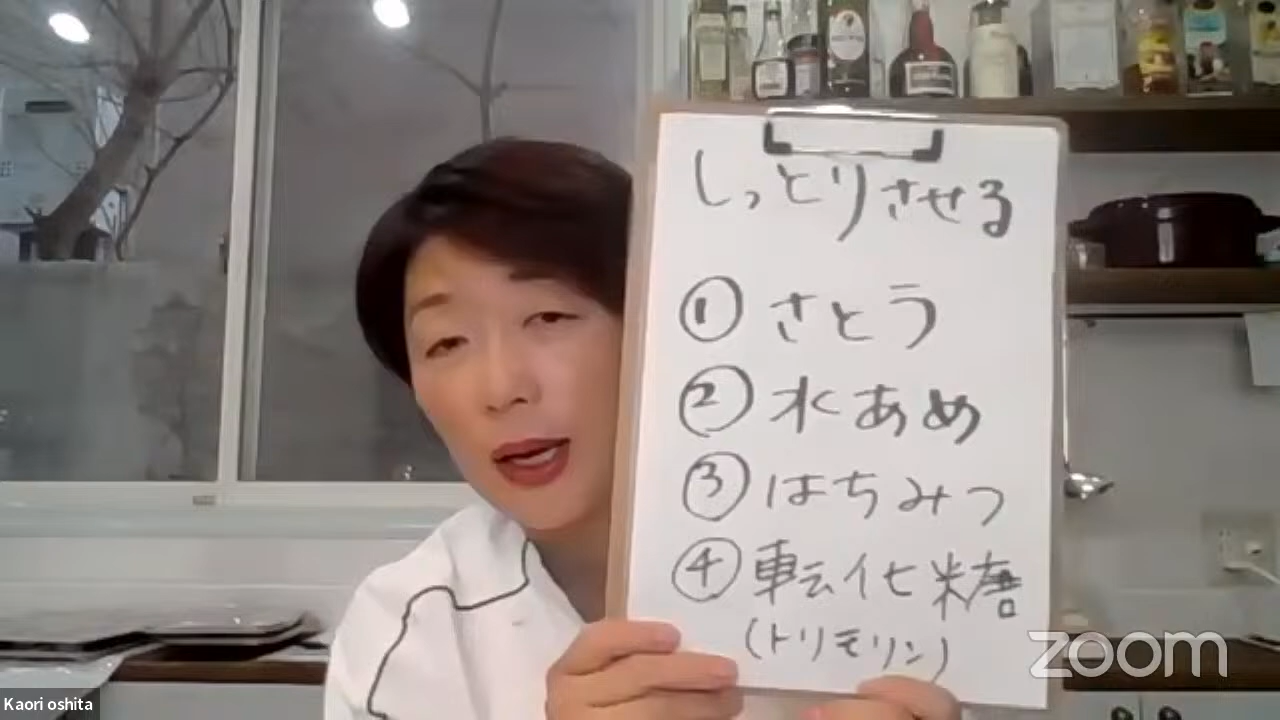 しっとりさせる
① さとう
② 水あめ
③ はちみつ
④ 転化糖
(トリモリン)
zoom
Kaori oshita